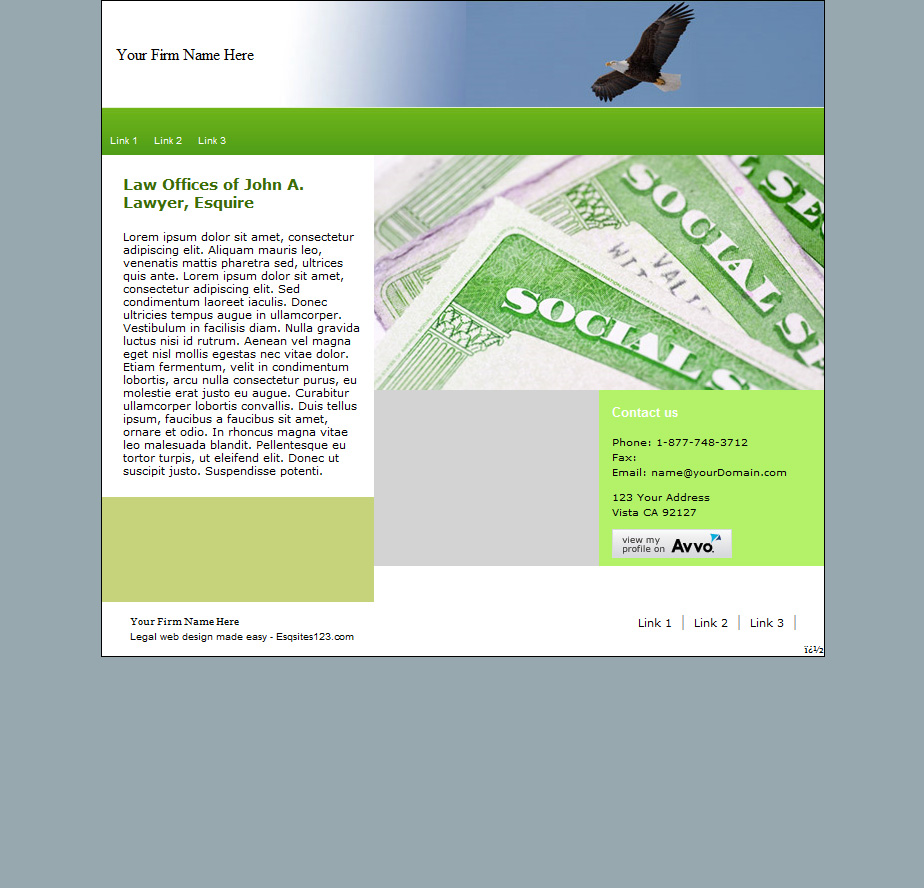 Your Firm Name Here
Link 1 Link 2 Link 3
Law Offices of John A.
Lawyer, Esquire
Lorem ipsum dolor sit amet, consectetur
adipiscing elit. Aliquam mauris leo,
venenatis mattis pharetra sed, ultrices
quis ante. Lorem ipsum dolor sit amet,
consectetur adipiscing elit. Sed
condimentum laoreet iaculis. Donec
ultricies tempus augue in ullamcorper.
Vestibulum in facilisis diam. Nulla gravida
luctus nisi id rutrum. Aenean vel magna
eget nisl mollis egestas nec vitae dolor.
Etiam fermentum, velit in condimentum
lobortis, arcu nulla consectetur purus, eu
molestie erat justo eu augue. Curabitur
ullamcorper lobortis convallis. Duis tellus
ipsum, faucibus a faucibus sit amet,
ornare et odio. In rhoncus magna vitae
leo malesuada blandit. Pellentesque eu
tortor turpis, ut eleifend elit. Donec ut
suscipit justo. Suspendisse potenti.
SOCIAL SE
VALI
WIT
SOCIAL S
Contact us
Phone: 1-877-748-3712
Fax:
Email: name@yourDomain.com
123 Your Address
Vista CA 92127
view my
profile on Avvo.
Your Firm Name Here
Legal web design made easy - Esqsites123.com
Link 1 Link 2 Link 3
ï¿½